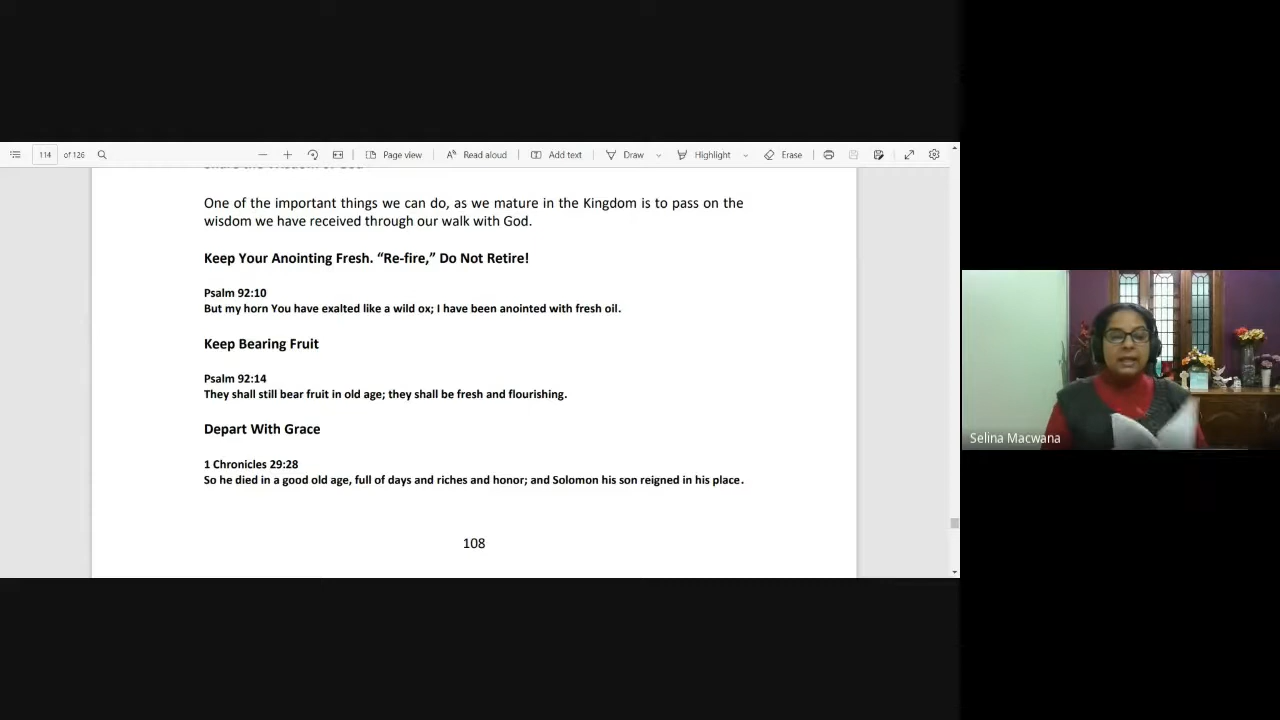 114 of 126
Page view
Read aloud
Add text
Draw
Highlight
Erase
Share the Wisdom of God
One of the important things we can do, as we mature in the Kingdom is to pass on the
wisdom we have received through our walk with God.
Keep Your Anointing Fresh. “Re-fire,” Do Not Retire!
Psalm 92:10
But my horn You have exalted like a wild ox; I have been anointed with fresh oil.
Keep Bearing Fruit
Psalm 92:14
They shall still bear fruit in old age; they shall be fresh and flourishing.
Depart With Grace
1 Chronicles 29:28
So he died in a good old age, full of days and riches and honor; and Solomon his son reigned in his place.
108
Selina Macwana